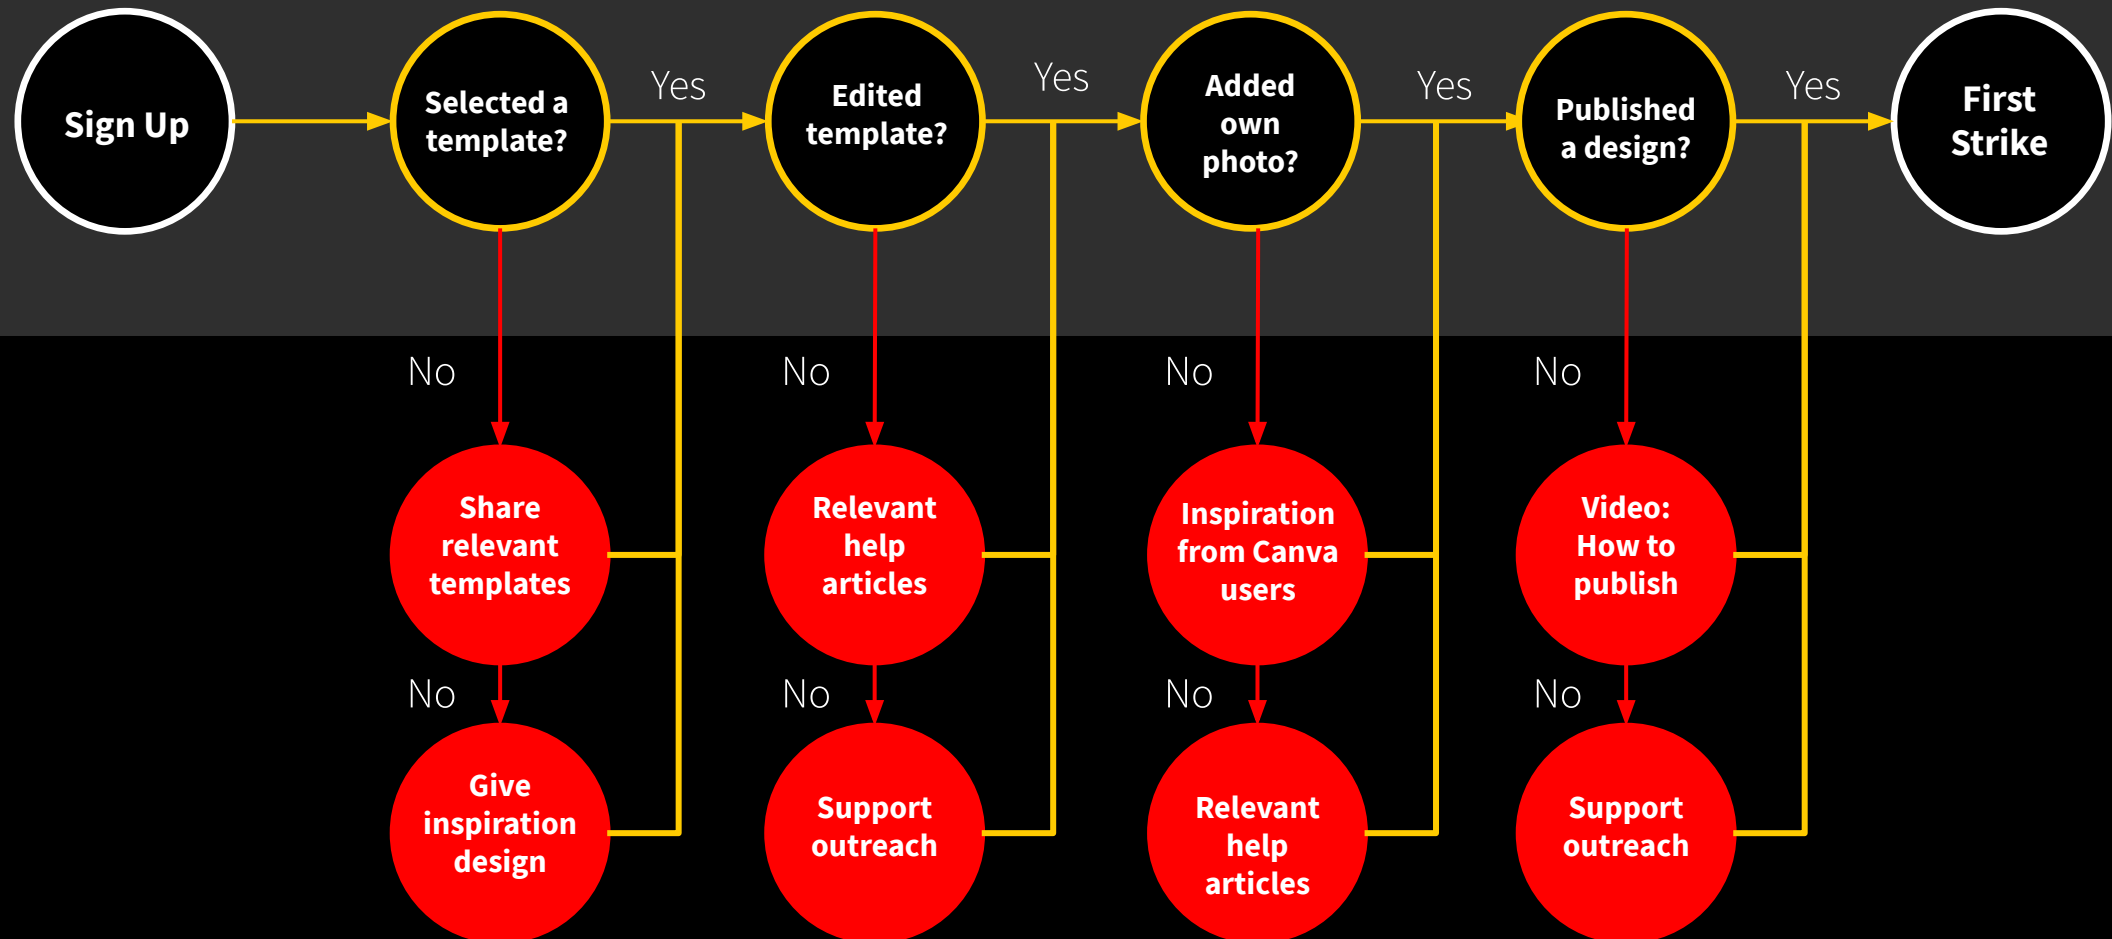 Sign Up
Selected a
template?
Yes
Edited
template?
Yes
Added
own
photo?
Yes
Published
a design?
Yes
First
Strike
No
No
No
No
Share
relevant
templates
Relevant
help
articles
Inspiration
from Canva
users
Video:
How to
publish
No
No
No
No
Give
inspiration
design
Support
outreach
Relevant
help
articles
Support
outreach